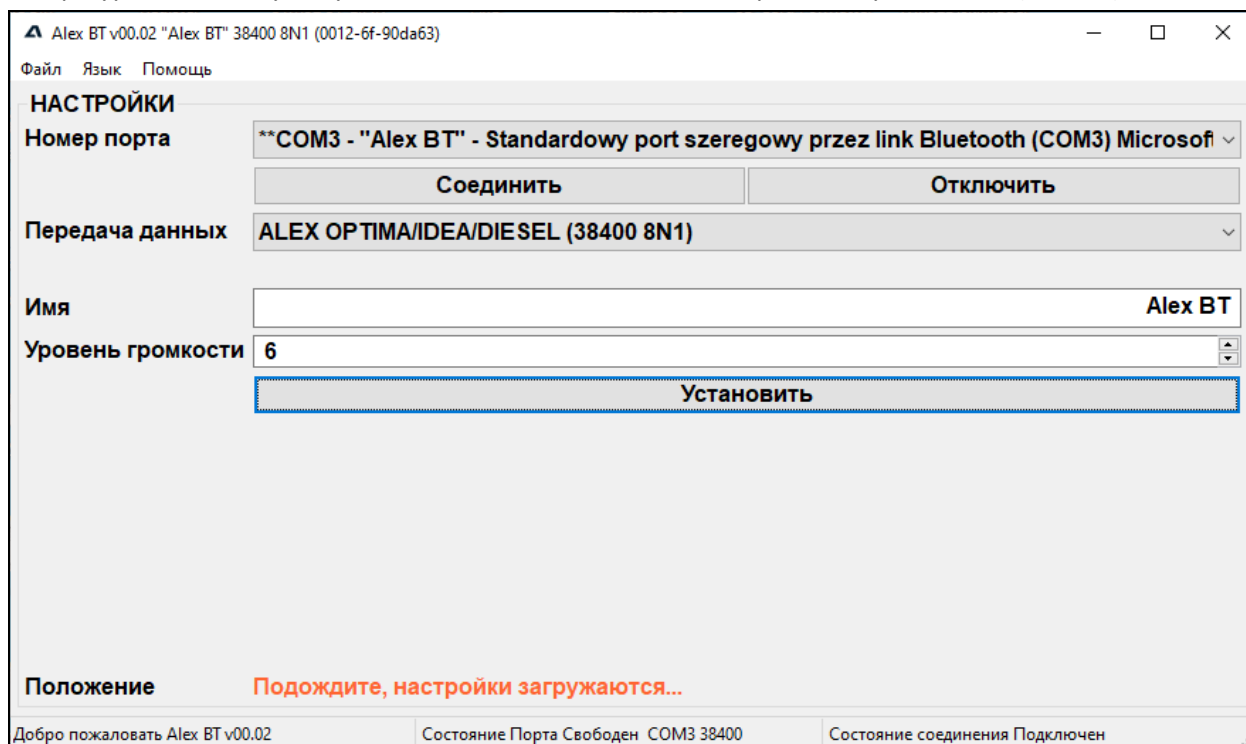 Alex BT v00.02 "Alex BT" 38400 8N1 (0012-6f-90da63)
Файл Язык Помощь
НАСТРОЙКИ
Номер порта **COM3 - "Alex BT" - Standardowy port szeregowy przez link Bluetooth (COM3) Microsoft
Соединить Отключить
Передача данных ALEX OPTIMA/IDEA/DIESEL (38400 8N1)
Имя Alex BT
Уровень громкости 6
Установить
Положение Подождите, настройки загружаются...
Добро пожаловать Alex BT v00.02 Состояние Порта Свободен COM3 38400 Состояние соединения Подключен